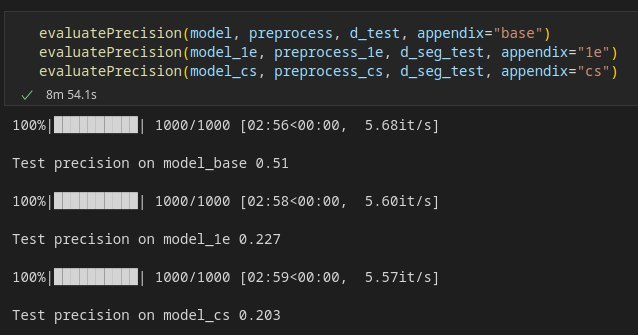 evaluatePrecision(model, preprocess, d_test, appendix="base")
evaluatePrecision(model_1e, preprocess_1e, d_seg_test, appendix="1e")
evaluatePrecision(model_cs, preprocess_cs, d_seg_test, appendix="cs")
✓ 8m 54.1s
100%|██████████| 1000/1000 [02:56<00:00,  5.68it/s]
Test precision on model_base 0.51
100%|██████████| 1000/1000 [02:58<00:00,  5.60it/s]
Test precision on model_1e 0.227
100%|██████████| 1000/1000 [02:59<00:00,  5.57it/s]
Test precision on model_cs 0.203